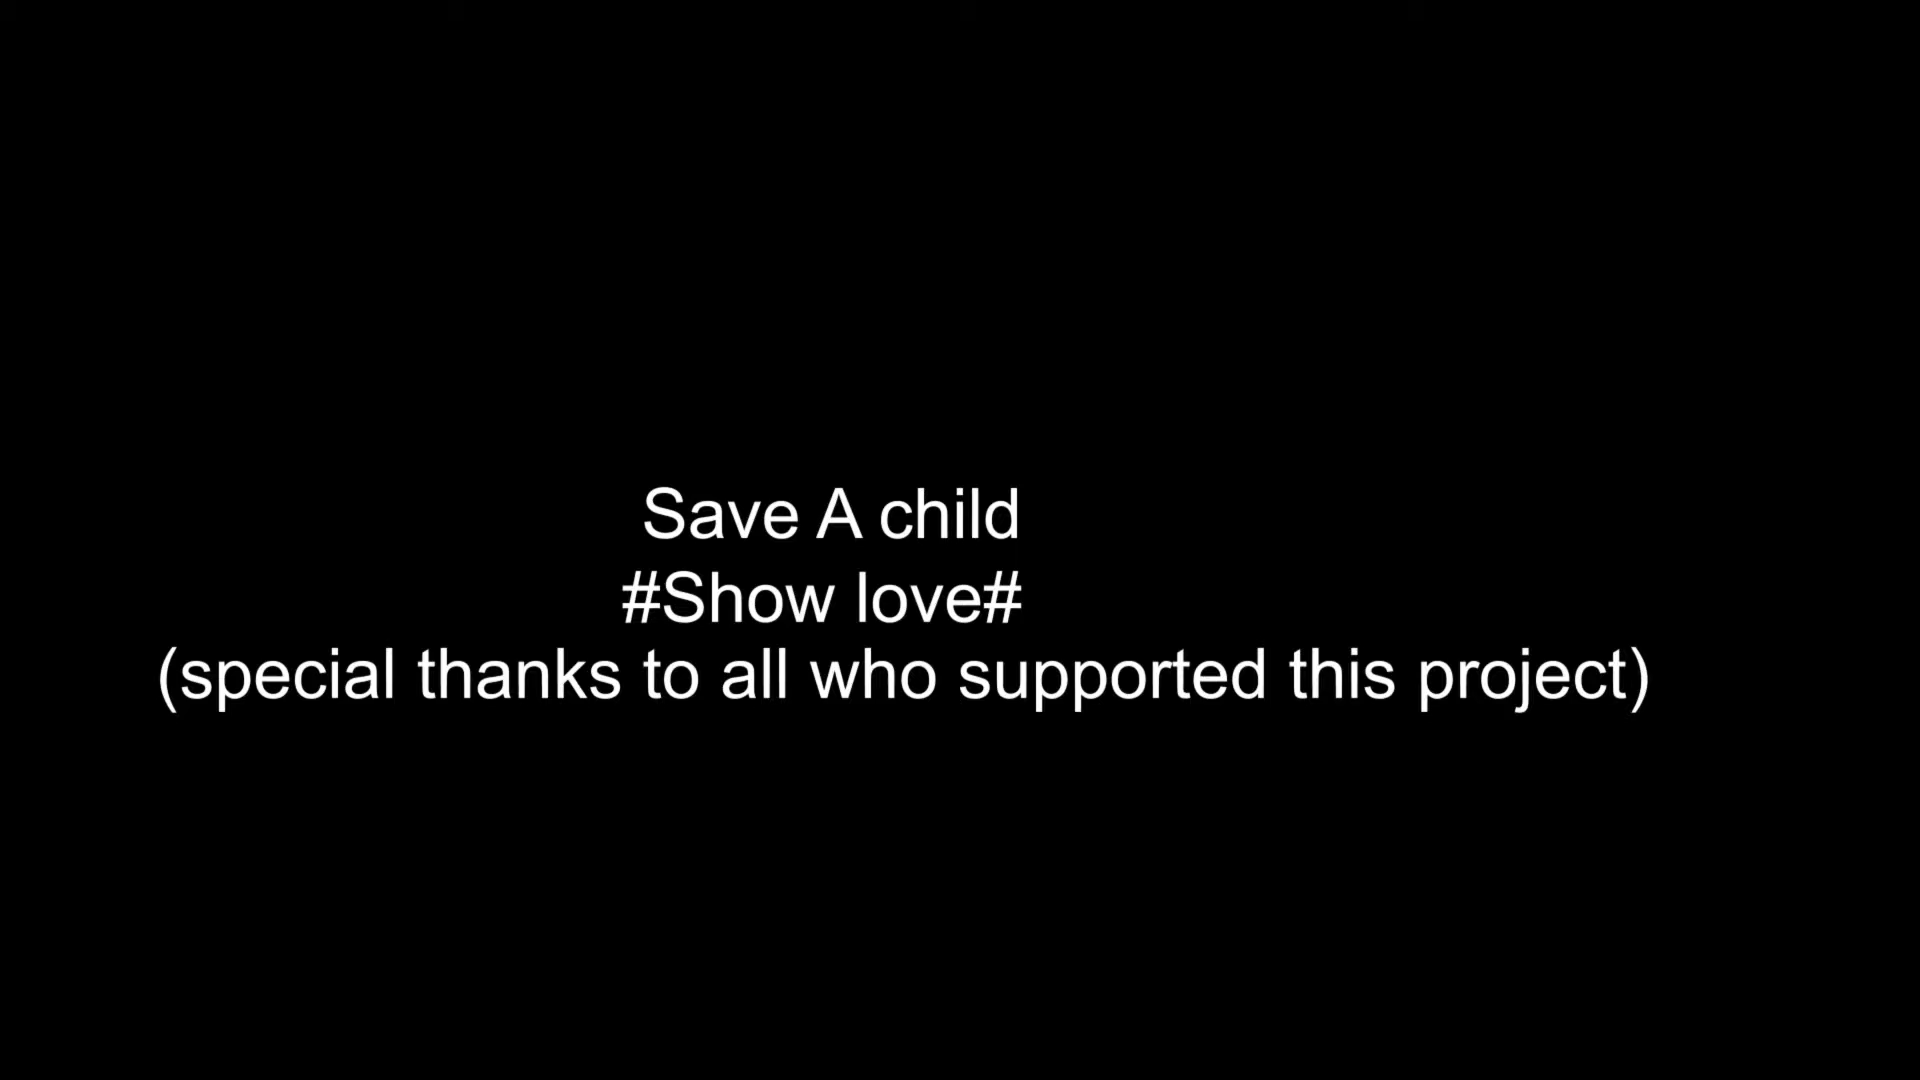 Save A child
#Show love#
(special thanks to all who supported this project)